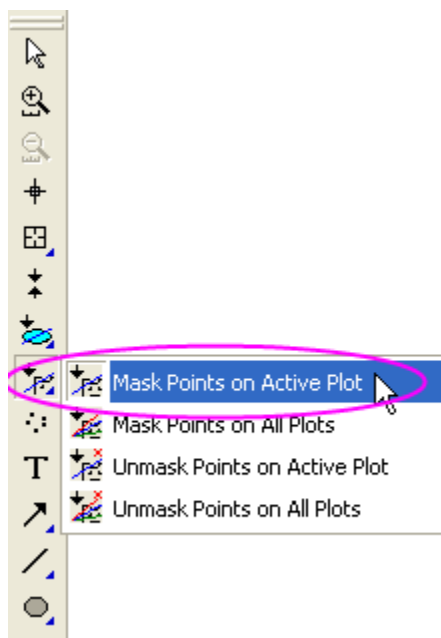 Mask Points on Active Plot
Mask Points on All Plots
T
Unmask Points on Active Plot
Unmask Points on All Plots